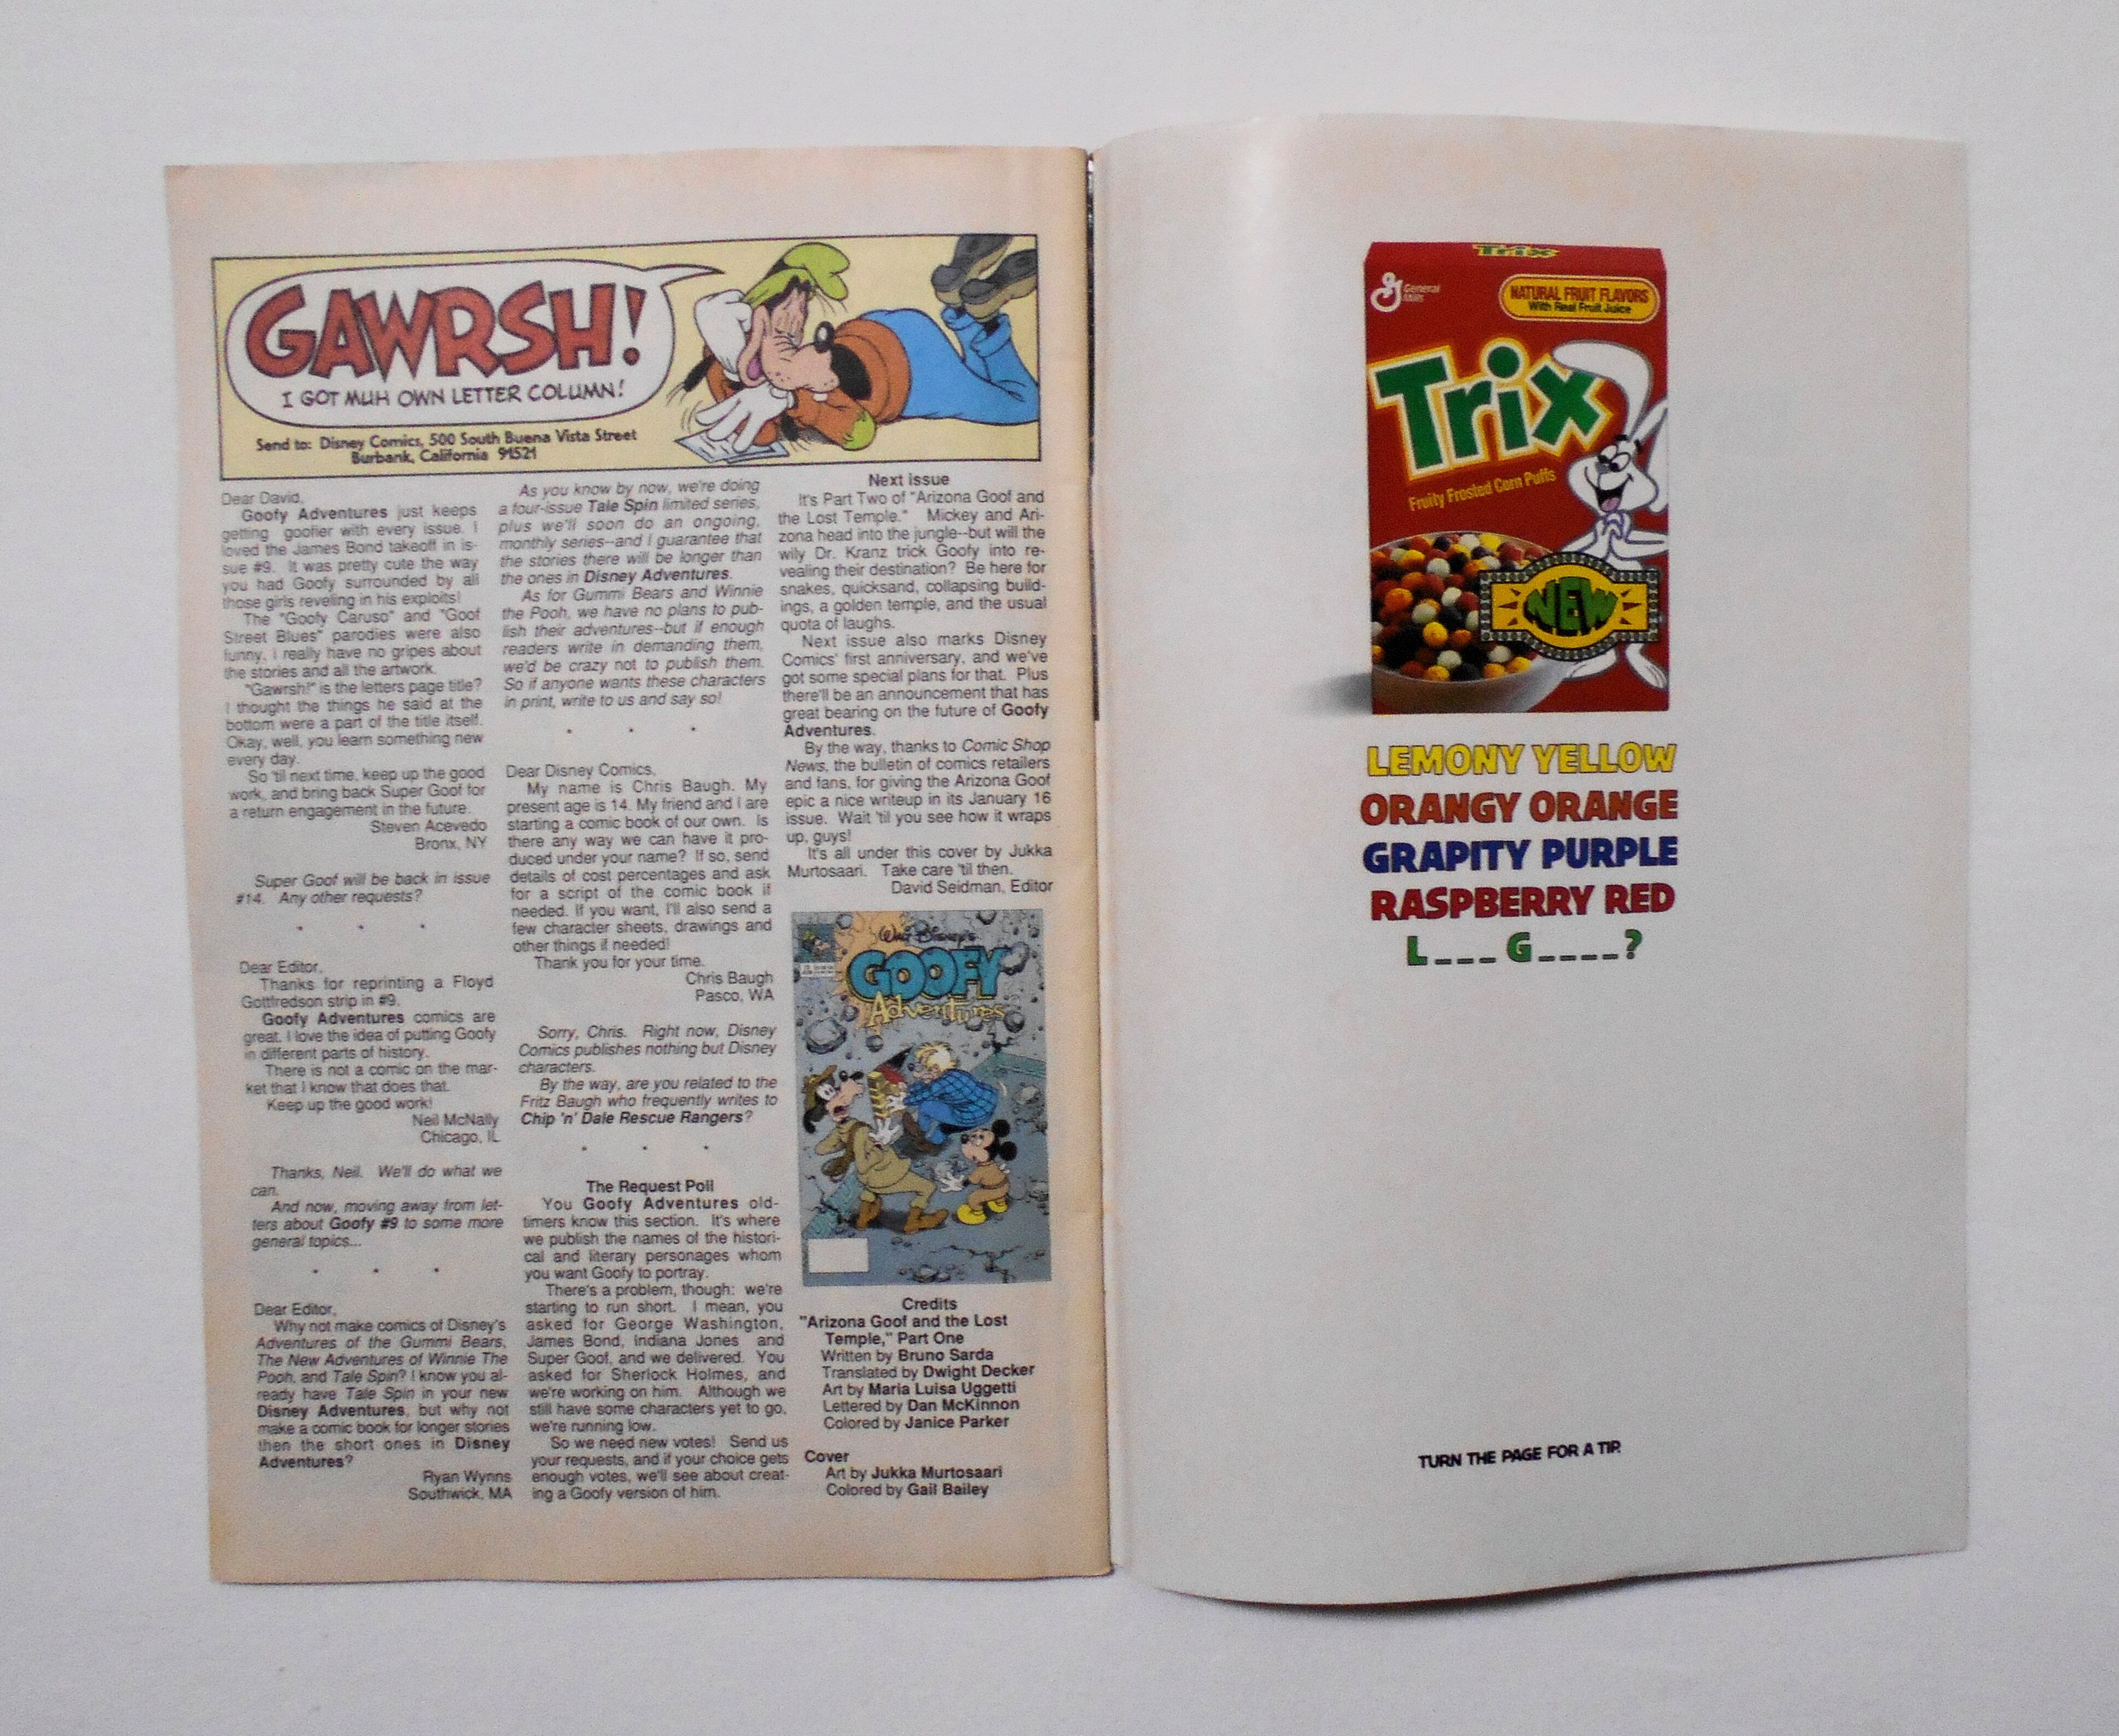 GAWRSH!
I GOT MUH OWN LETTER COLUMN!
Send to: Disney Comics, 500 South Buena Vista Street
Burbank, California 91521
Dear David,
Goofy Adventures just keeps
getting goofier with every issue. I
loved the James Bond takeoff in is-
sue #9. It was pretty cute the way
you had Goofy surrounded by all
those girls reveling in his exploits!
The "Goofy Caruso" and "Goof
Street Blues" parodies were also
funny. I really have no gripes about
the stories and all the artwork.
"Gawrsh!" is the letters page title?
I thought the things he said at the
bottom were a part of the title itself.
Okay, well, you learn something new
every day.
So 'til next time, keep up the good
work, and bring back Super Goof for
a return engagement in the future.
Steven Acevedo
Bronx, NY
Super Goof will be back in issue
#14. Any other requests?
Dear Editor,
Thanks for reprinting a Floyd
Gottfredson strip in #9.
Goofy Adventures comics are
great. I love the idea of putting Goofy
in different parts of history.
There is not a comic on the mar-
ket that I know that does that.
Keep up the good work!
Neil McNally
Chicago, IL
Thanks, Neil. We'll do what we
can.
And now, moving away from let-
ters about Goofy #9 to some more
general topics...
Dear Editor,
Why not make comics of Disney's
Adventures of the Gummi Bears,
The New Adventures of Winnie The
Pooh, and Tale Spin? I know you al-
ready have Tale Spin in your new
Disney Adventures, but why not
make a comic book for longer stories
then the short ones in Disney
Adventures?
Ryan Wynns
Southwick, MA
As you know by now, we're doing
a four-issue Tale Spin limited series,
plus we'll soon do an ongoing,
monthly series--and I guarantee that
the stories there will be longer than
the ones in Disney Adventures.
As for Gummi Bears and Winnie
the Pooh, we have no plans to pub-
lish their adventures--but if enough
readers write in demanding them,
we'd be crazy not to publish them.
So if anyone wants these characters
in print, write to us and say so!
Dear Disney Comics,
My name is Chris Baugh. My
present age is 14. My friend and I are
starting a comic book of our own. Is
there any way we can have it pro-
duced under your name? If so, send
details of cost percentages and ask
for a script of the comic book if
needed. If you want, I'll also send a
few character sheets, drawings and
other things if needed!
Thank you for your time.
Chris Baugh
Pasco, WA
Sorry, Chris. Right now, Disney
Comics publishes nothing but Disney
characters.
By the way, are you related to the
Fritz Baugh who frequently writes to
Chip 'n' Dale Rescue Rangers?
The Request Poll
You Goofy Adventures old-
timers know this section. It's where
we publish the names of the histori-
cal and literary personages whom
you want Goofy to portray.
There's a problem, though: we're
starting to run short. I mean, you
asked for George Washington,
James Bond, Indiana Jones and
Super Goof, and we delivered. You
asked for Sherlock Holmes, and
we're working on him. Although we
still have some characters yet to go,
we're running low.
So we need new votes! Send us
your requests, and if your choice gets
enough votes, we'll see about creat-
ing a Goofy version of him.
Next issue
It's Part Two of "Arizona Goof and
the Lost Temple." Mickey and Ari-
zona head into the jungle--but will the
wily Dr. Kranz trick Goofy into re-
vealing their destination? Be here for
snakes, quicksand, collapsing build-
ings, a golden temple, and the usual
quota of laughs.
Next issue also marks Disney
Comics' first anniversary, and we've
got some special plans for that. Plus
there'll be an announcement that has
great bearing on the future of Goofy
Adventures.
By the way, thanks to Comic Shop
News, the bulletin of comics retailers
and fans, for giving the Arizona Goof
epic a nice writeup in its January 16
issue. Wait 'til you see how it wraps
up, guys!
It's all under this cover by Jukka
Murtosaari. Take care 'til then.
David Seidman, Editor
Walt Disney's
GOOFY
Adventures
Credits
"Arizona Goof and the Lost
Temple," Part One
Written by Bruno Sarda
Translated by Dwight Decker
Art by Maria Luisa Uggetti
Lettered by Dan McKinnon
Colored by Janice Parker
Cover
Art by Jukka Murtosaari
Colored by Gail Bailey
Trix
General
Mills
NATURAL FRUIT FLAVORS
With Real Fruit Juice
Trix
Fruity Frosted Corn Puffs
NEW
LEMONY YELLOW
ORANGY ORANGE
GRAPITY PURPLE
RASPBERRY RED
L _ _ _ G _ _ _ _ ?
TURN THE PAGE FOR A TIP.